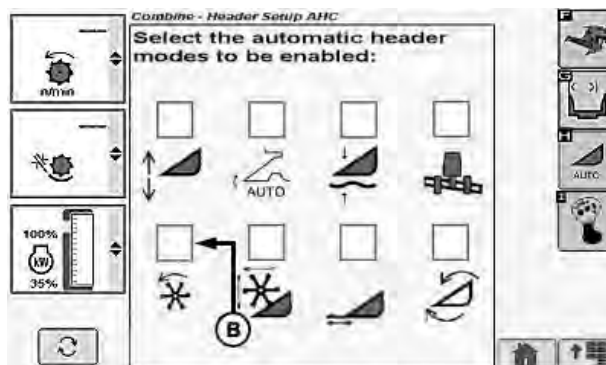 Combine - Header Setup AHC
Select the automatic header
modes to be enabled:
n/min
AUTO
100%
kW
35%
B
F
G
H
AUTO
I